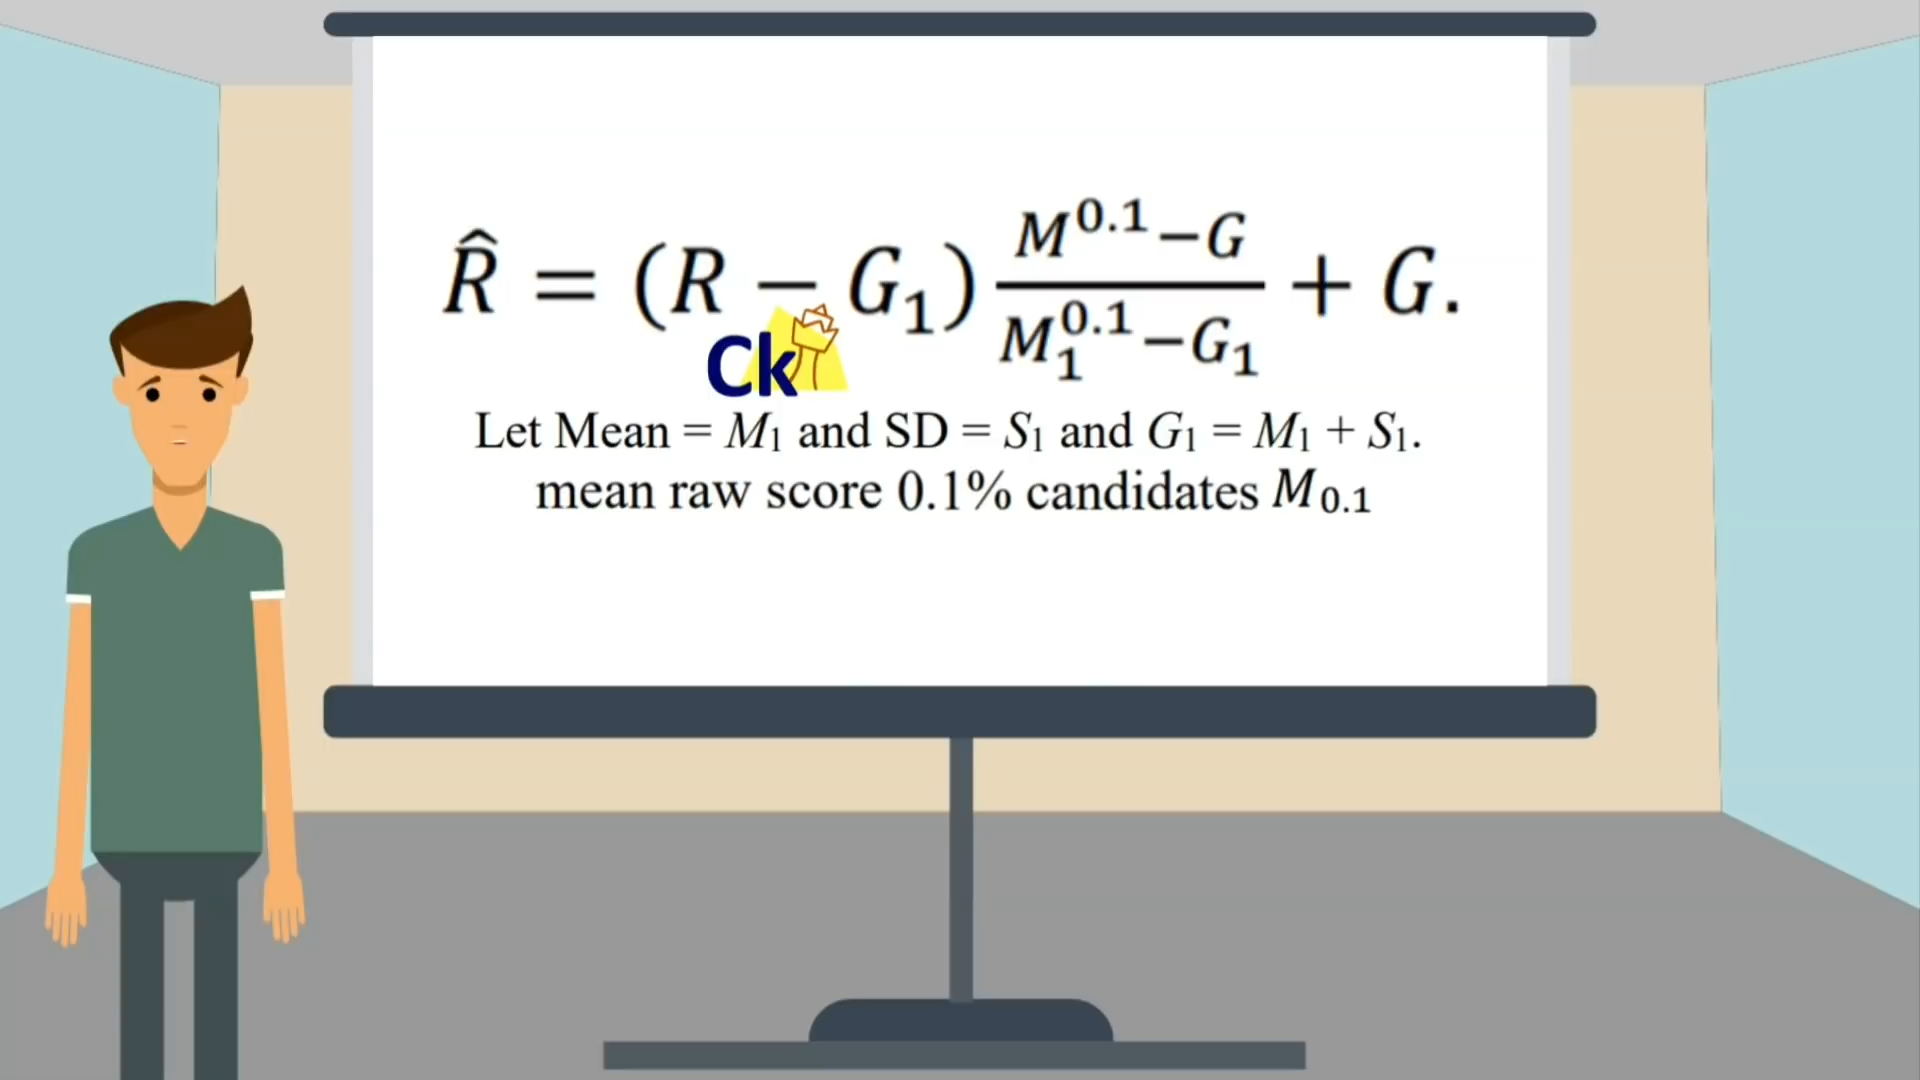 R̂ = (R − G₁) (M^0.1 − G)/(M₁^0.1 − G₁) + G.
Ck
Let Mean = M₁ and SD = S₁ and G₁ = M₁ + S₁.
mean raw score 0.1% candidates M₀.₁